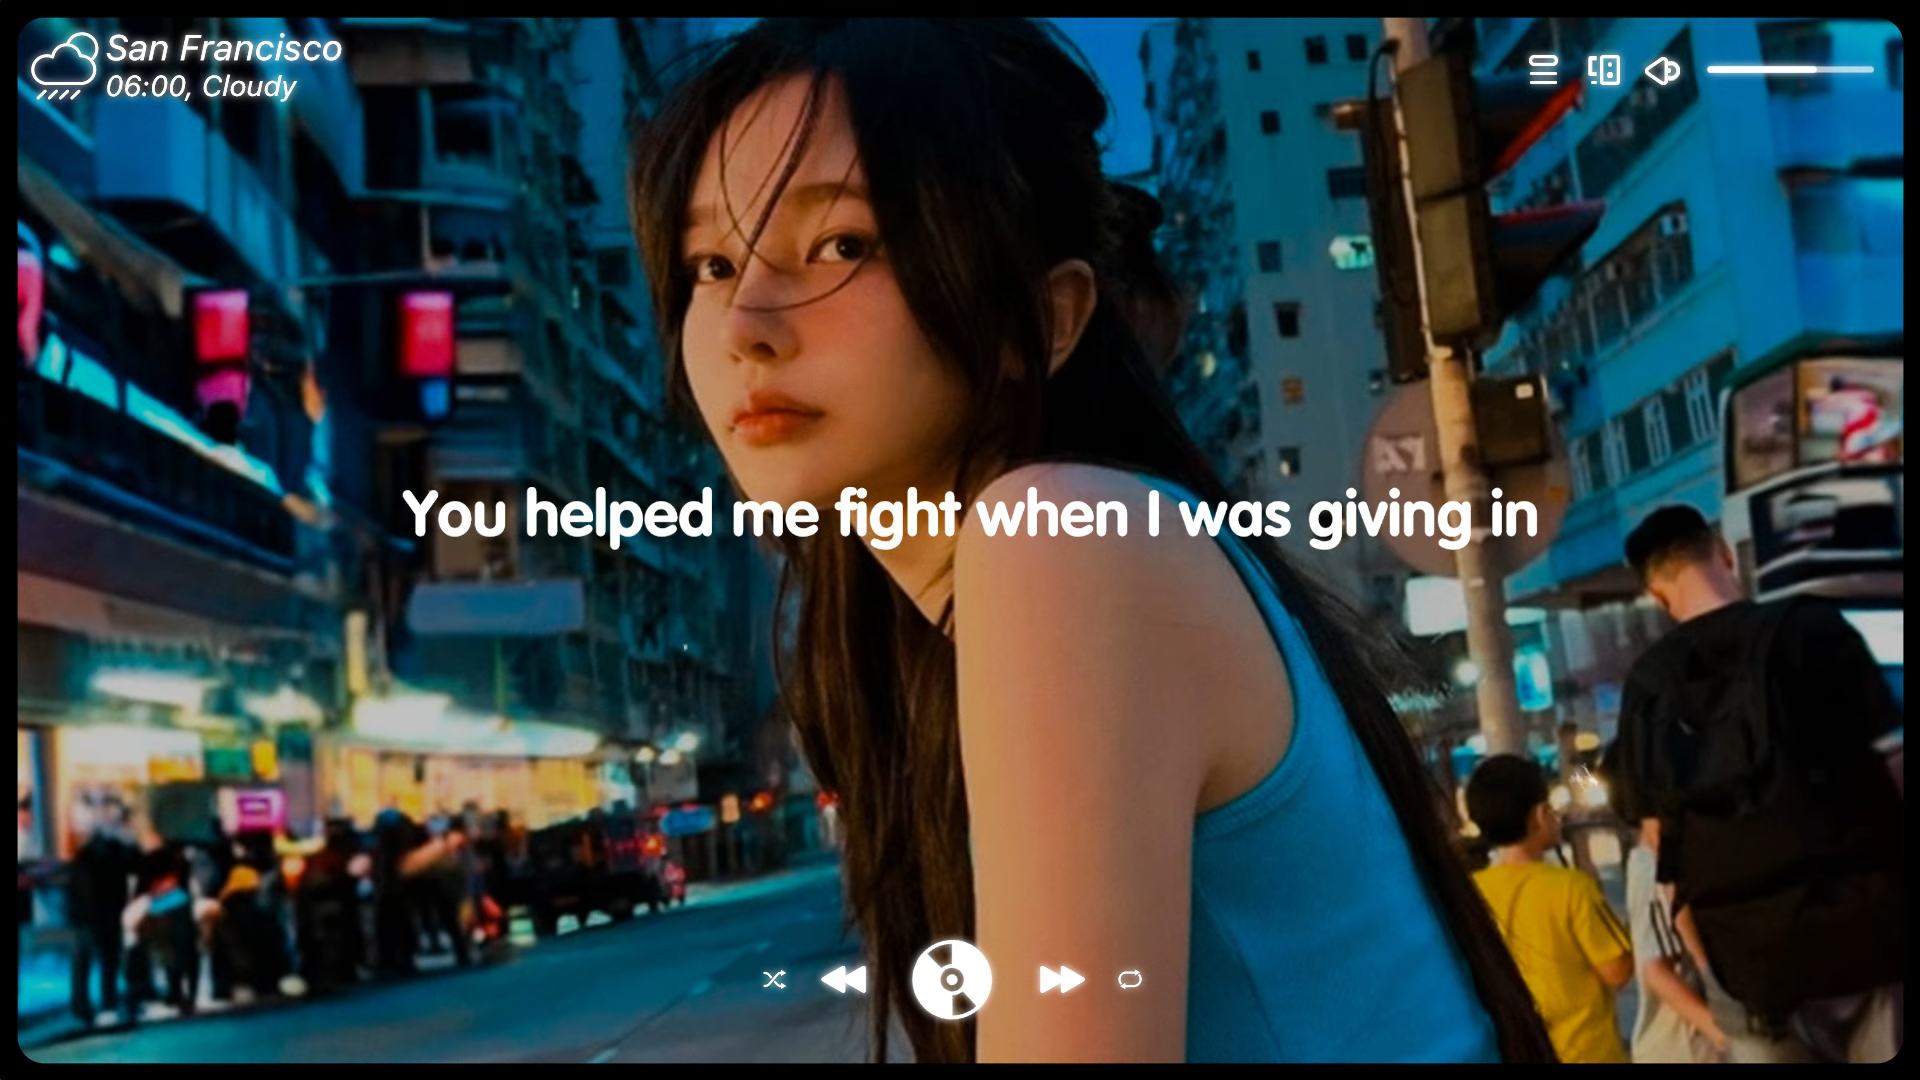 San Francisco
06:00, Cloudy
You helped me fight when I was giving in